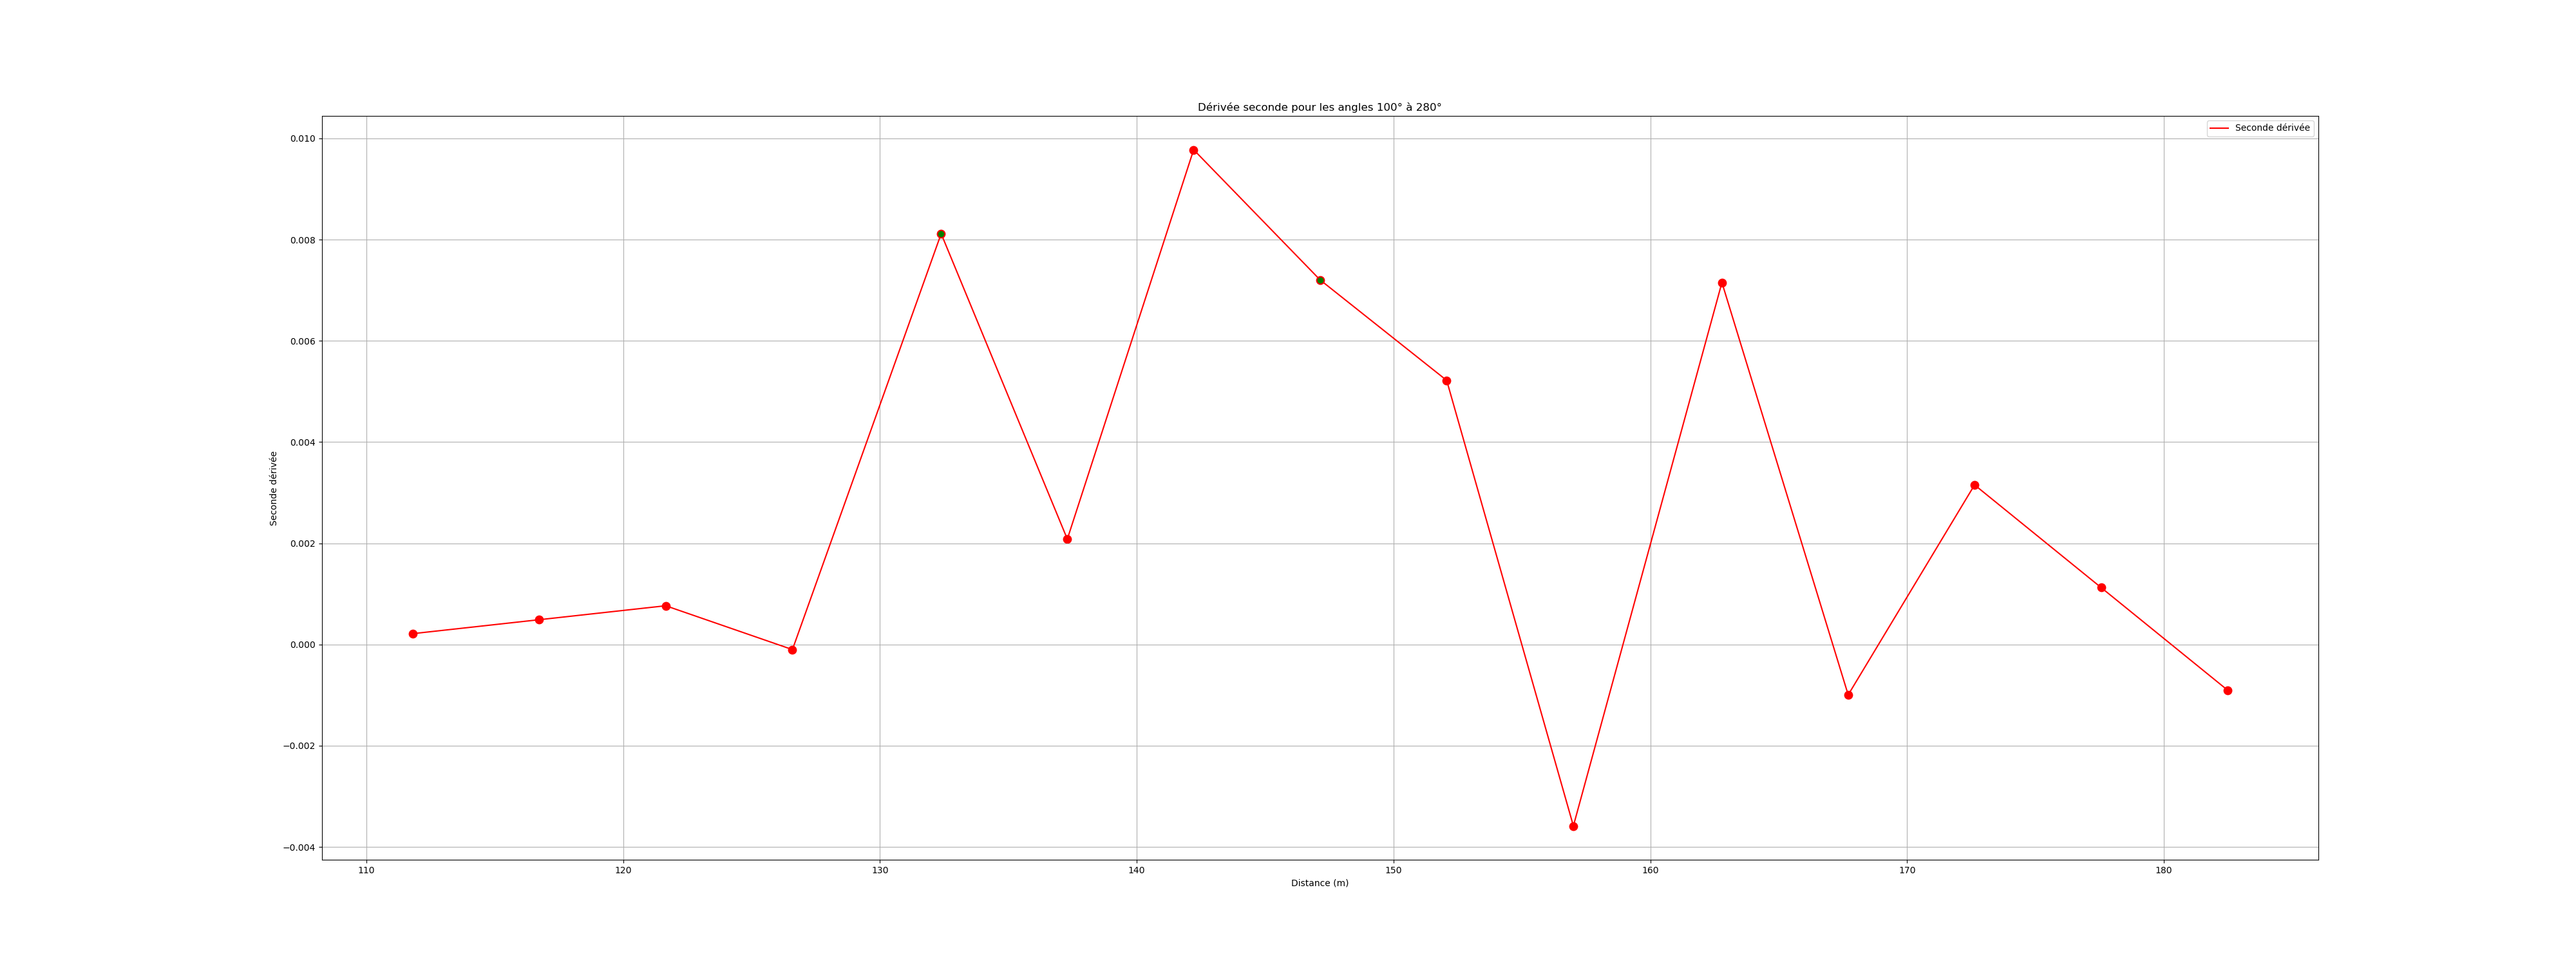 Dérivée seconde pour les angles 100° à 280°
Seconde dérivée
0.010
0.008
0.006
0.004
0.002
0.000
−0.002
−0.004
Seconde dérivée
110 120 130 140 150 160 170 180
Distance (m)